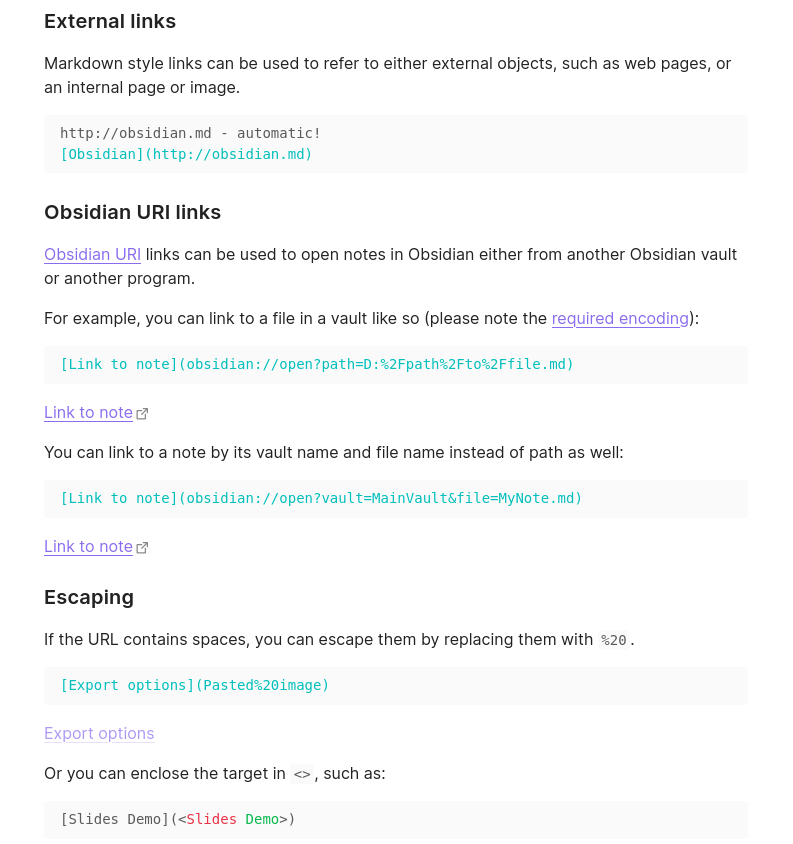 External links
Markdown style links can be used to refer to either external objects, such as web pages, or
an internal page or image.
http://obsidian.md - automatic!
[Obsidian](http://obsidian.md)
Obsidian URI links
Obsidian URI links can be used to open notes in Obsidian either from another Obsidian vault
or another program.
For example, you can link to a file in a vault like so (please note the required encoding):
[Link to note](obsidian://open?path=D:%2Fpath%2Fto%2Ffile.md)
Link to note
You can link to a note by its vault name and file name instead of path as well:
[Link to note](obsidian://open?vault=MainVault&file=MyNote.md)
Link to note
Escaping
If the URL contains spaces, you can escape them by replacing them with %20.
[Export options](Pasted%20image)
Export options
Or you can enclose the target in <>, such as:
[Slides Demo](<Slides Demo>)